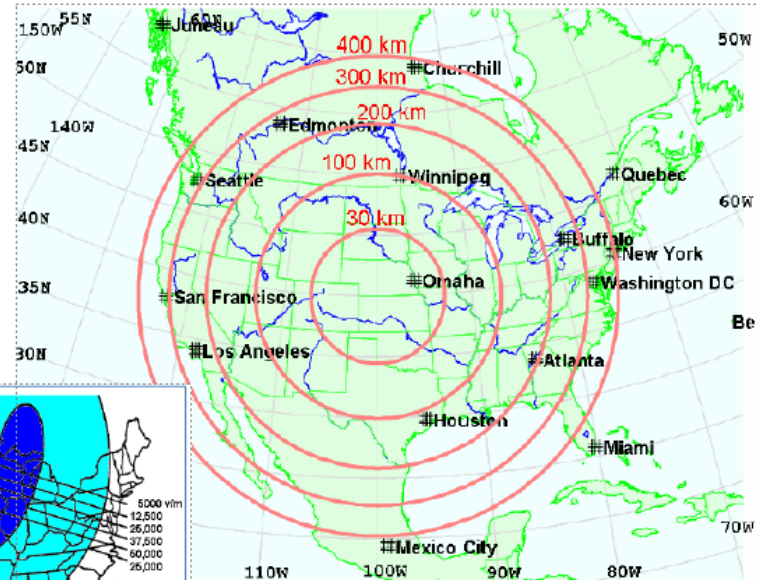 55N
60N
150W
Juneau
50W
400 km
50N
Churchill
300 km
200 km
140W
Edmonton
45N
100 km
Seattle
Winnipeg
Quebec
60W
30 km
40N
Buffalo
New York
Omaha
Washington DC
35N
San Francisco
Be
30N
Los Angeles
Atlanta
Houston
Miami
5000 v/m
12,500
25,000
37,500
50,000
25,000
70W
Mexico City
110W
100W
90W
80W